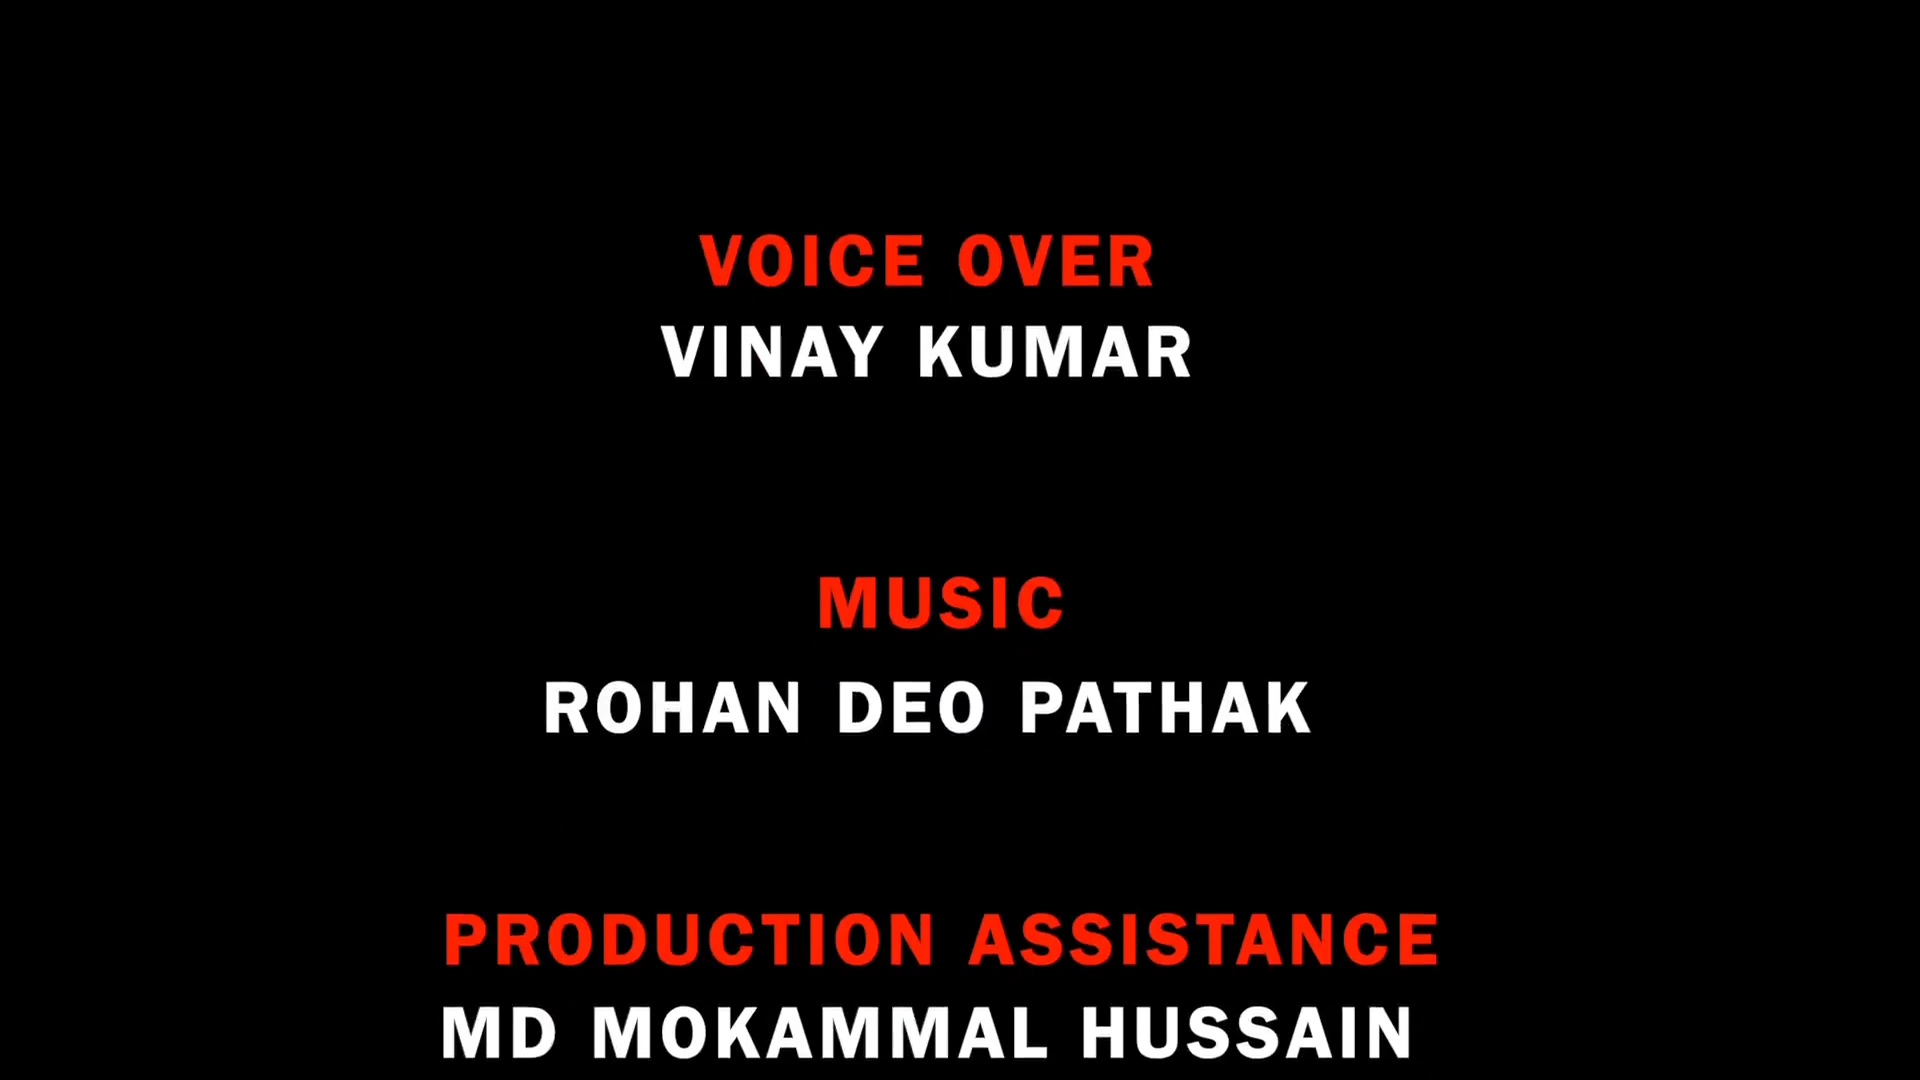 VOICE OVER
VINAY KUMAR
MUSIC
ROHAN DEO PATHAK
PRODUCTION ASSISTANCE
MD MOKAMMAL HUSSAIN